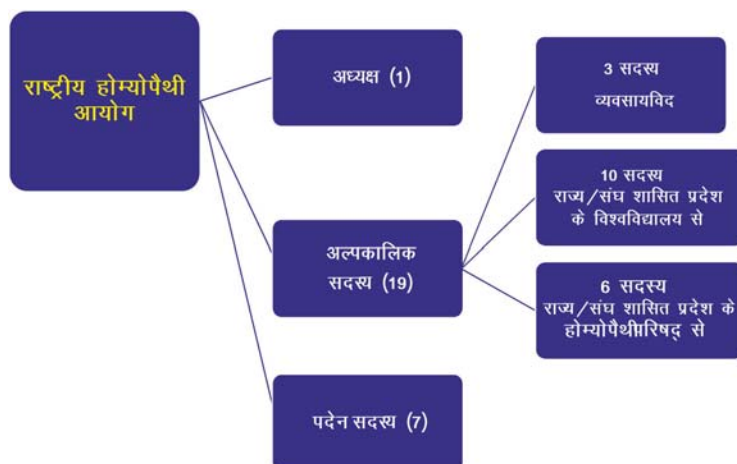 राष्ट्रीय होम्योपैथी
आयोग
अध्यक्ष (1)
अल्पकालिक
सदस्य (19)
पदेन सदस्य (7)
3 सदस्य
व्यवसायविद
10 सदस्य
राज्य/संघ शासित प्रदेश
के विश्वविद्यालय से
6 सदस्य
राज्य/संघ शासित प्रदेश के
होम्योपैथीपरिषद् से